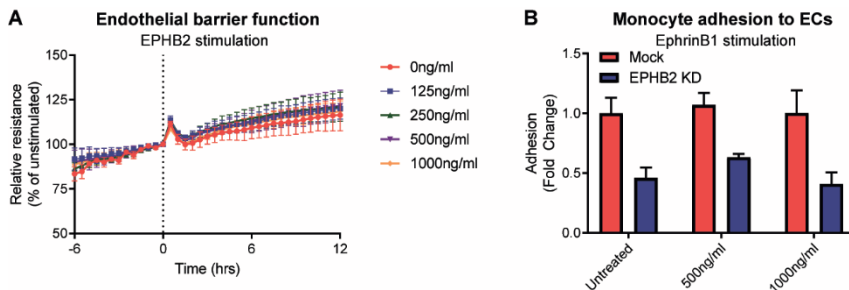 A
Endothelial barrier function
EPHB2 stimulation
Relative resistance
(% of unstimulated)
150
125
100
75
50
-6
0
6
12
Time (hrs)
0ng/ml
125ng/ml
250ng/ml
500ng/ml
1000ng/ml
B
Monocyte adhesion to ECs
EphrinB1 stimulation
Mock
EPHB2 KD
Adhesion
(Fold Change)
1.5
1.0
0.5
0.0
Untreated
500ng/ml
1000ng/ml